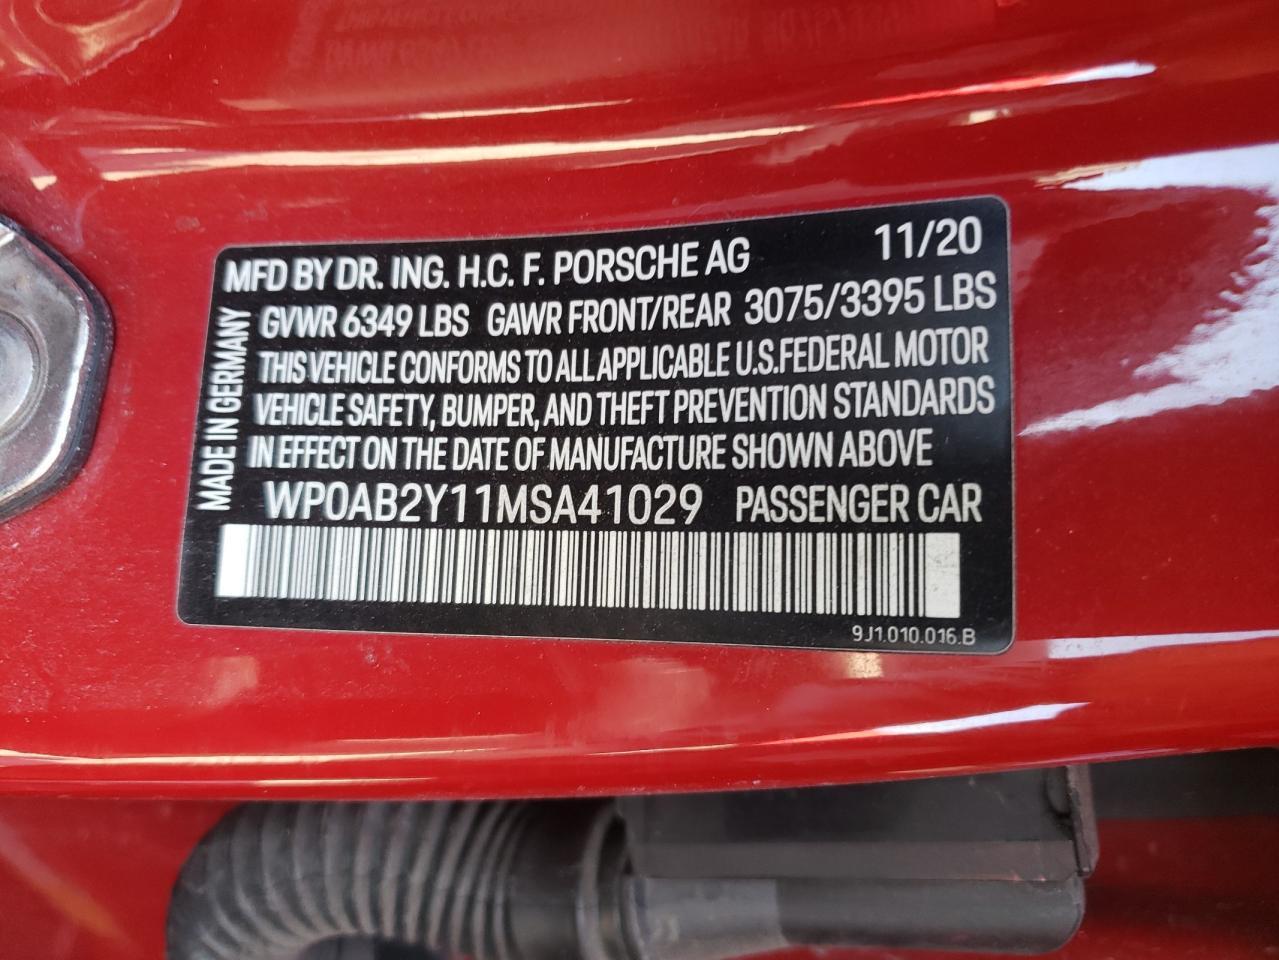 MFD BY DR. ING. H.C. F. PORSCHE AG 11/20
GVWR 6349 LBS GAWR FRONT/REAR 3075/3395 LBS
THIS VEHICLE CONFORMS TO ALL APPLICABLE U.S.FEDERAL MOTOR
VEHICLE SAFETY, BUMPER, AND THEFT PREVENTION STANDARDS
IN EFFECT ON THE DATE OF MANUFACTURE SHOWN ABOVE
WP0AB2Y11MSA41029 PASSENGER CAR
MADE IN GERMANY
9J1.010.016.B